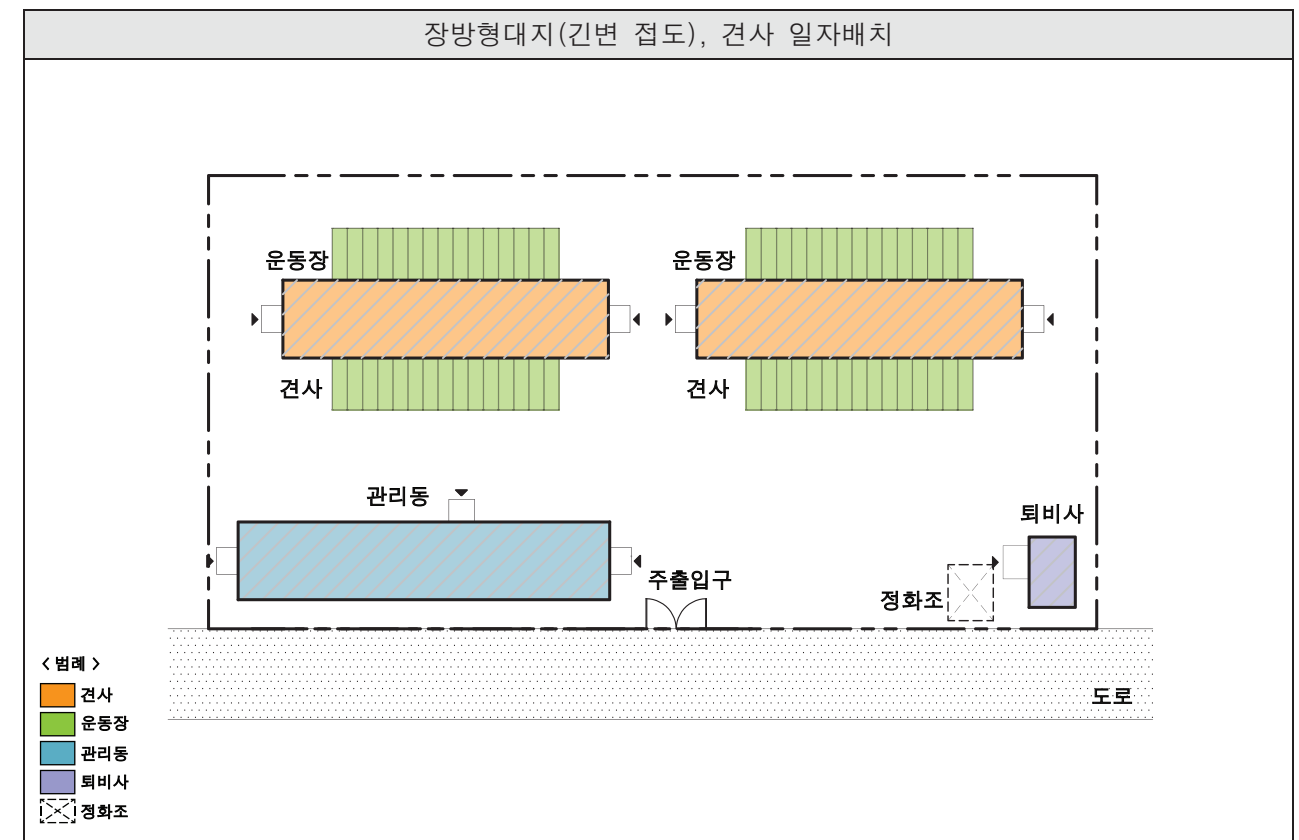 장방형대지(긴변 접도), 견사 일자배치
운동장
운동장
견사
견사
관리동
퇴비사
주출입구
정화조
도로
< 범례 >
견사
운동장
관리동
퇴비사
정화조